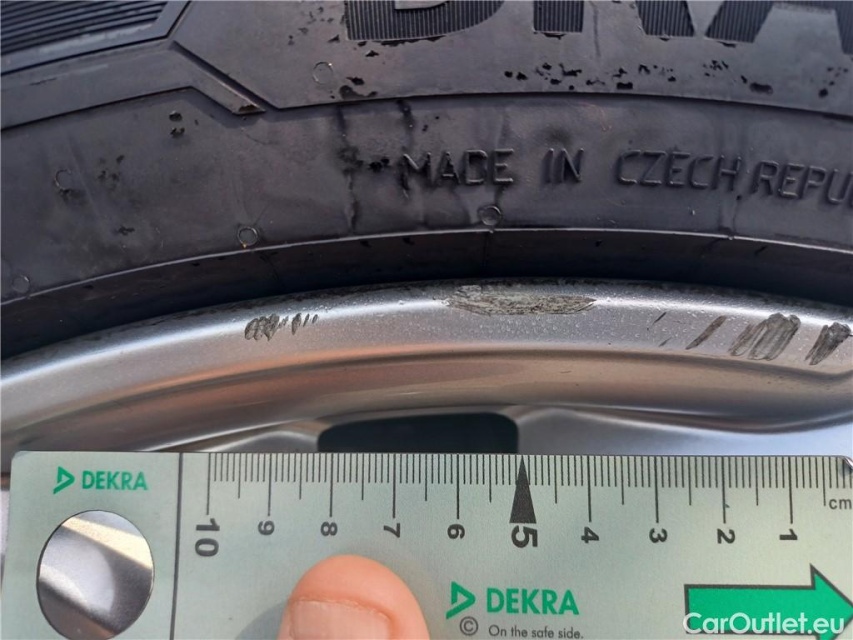 MADE IN CZECH REPU
DEKRA
cm
10 9 8 7 6 5 4 3 2 1
DEKRA
© On the safe side.
CarOutlet.eu